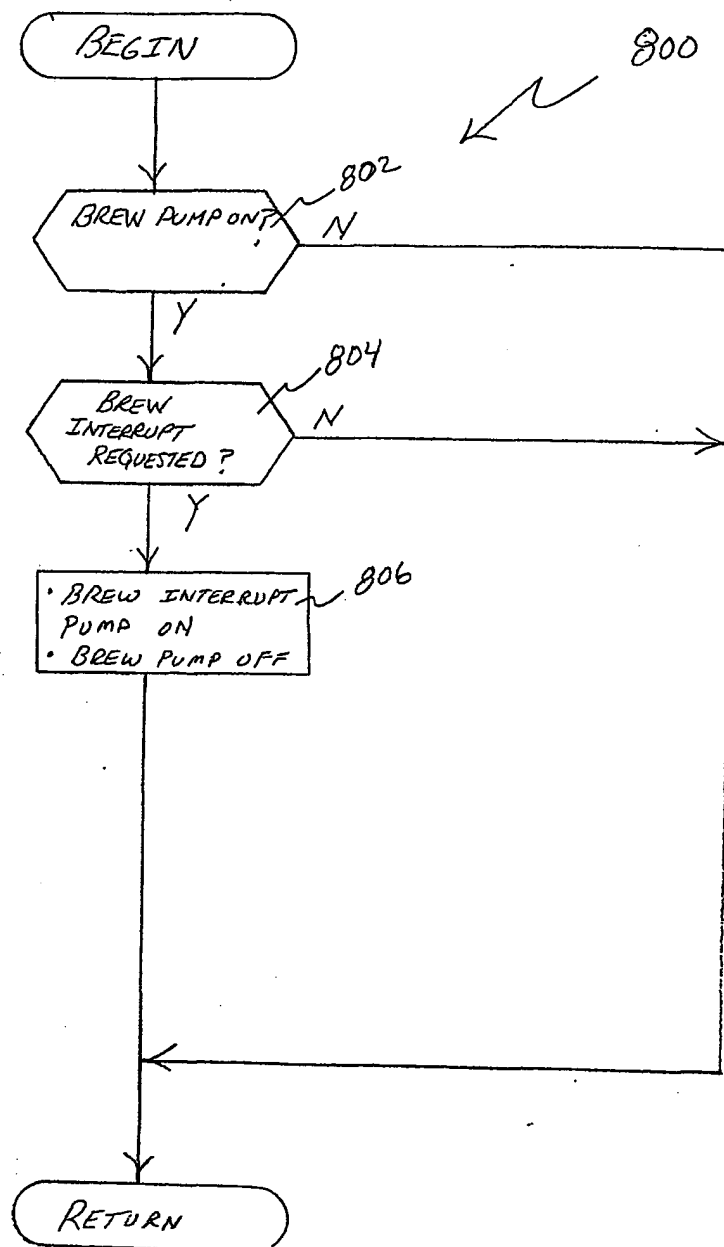 BEGIN
800
802
BREW PUMP ON?
N
Y
804
BREW
INTERRUPT
REQUESTED?
N
Y
806
• BREW INTERRUPT
PUMP ON
• BREW PUMP OFF
RETURN